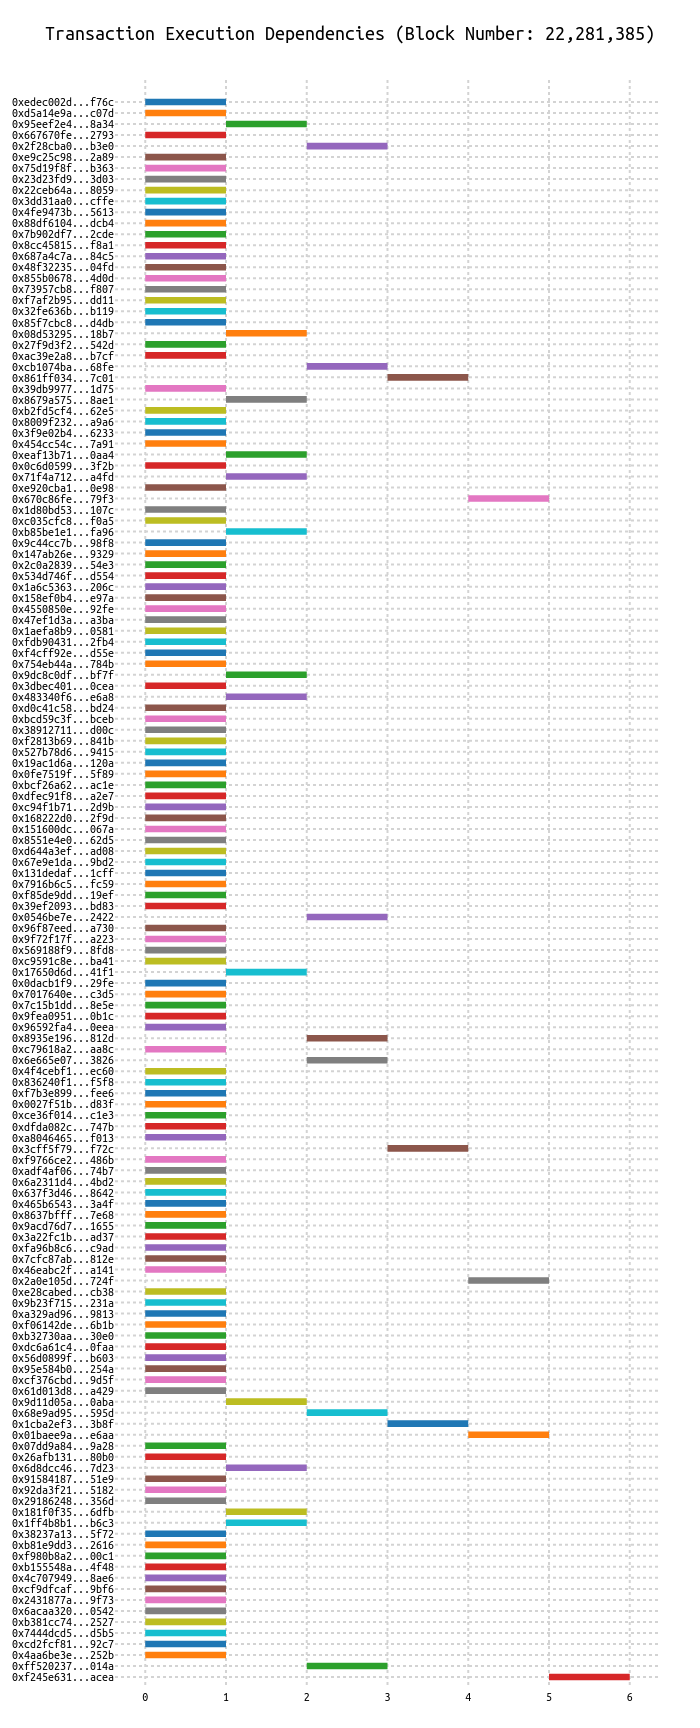 Transaction Execution Dependencies (Block Number: 22,281,385)
0xedec002d...f76c
0xd5a14e9a...c07d
0x95eef2e4...8a34
0x667670fe...2793
0x2f28cba0...b3e0
0xe9c25c98...2a89
0x75d19f8f...b363
0x23d23fd9...3d03
0x22ceb64a...8059
0x3dd31aa0...cffe
0x4fe9473b...5613
0x88df6104...dcb4
0x7b902df7...2cde
0x8cc45815...f8a1
0x687a4c7a...84c5
0x48f32235...04fd
0x855b0678...4d0d
0x73957cb8...f807
0xf7af2b95...dd11
0x32fe636b...b119
0x85f7cbc8...d4db
0x08d53295...18b7
0x27f9d3f2...542d
0xac39e2a8...b7cf
0xcb1074ba...68fe
0x861ff034...7c01
0x39db9977...1d75
0x8679a575...8ae1
0xb2fd5cf4...62e5
0x8009f232...a9a6
0x3f9e02b4...6233
0x454cc54c...7a91
0xeaf13b71...0aa4
0x0c6d0599...3f2b
0x71f4a712...a4fd
0xe920cba1...0e98
0x670c86fe...79f3
0x1d80bd53...107c
0xc035cfc8...f0a5
0xb85be1e1...fa96
0x9c44cc7b...98f8
0x147ab26e...9329
0x2c0a2839...54e3
0x534d746f...d554
0x1a6c5363...206c
0x158ef0b4...e97a
0x4550850e...92fe
0x47ef1d3a...a3ba
0x1aefa8b9...0581
0xfdb90431...2fb4
0xf4cff92e...d55e
0x754eb44a...784b
0x9dc8c0df...bf7f
0x3dbec401...0cea
0x483340f6...e6a8
0xd0c41c58...bd24
0xbcd59c3f...bceb
0x38912711...d00c
0xf2813b69...841b
0x527b78d6...9415
0x19ac1d6a...120a
0x0fe7519f...5f89
0xbcf26a62...ac1e
0xdfec91f8...a2e7
0xc94f1b71...2d9b
0x168222d0...2f9d
0x151600dc...067a
0x8551e4e0...62d5
0xd644a3ef...ad08
0x67e9e1da...9bd2
0x131dedaf...1cff
0x7916b6c5...fc59
0xf85de9dd...19ef
0x39ef2093...bd83
0x0546be7e...2422
0x96f87eed...a730
0x9f72f17f...a223
0x569188f9...8fd8
0xc9591c8e...ba41
0x17650d6d...41f1
0x0dacb1f9...29fe
0x7017640e...c3d5
0x7c15b1dd...8e5e
0x9fea0951...0b1c
0x96592fa4...0eea
0x8935e196...812d
0xc79618a2...aa8c
0x6e665e07...3826
0x4f4cebf1...ec60
0x836240f1...f5f8
0xf7b3e899...fee6
0x0027f51b...d83f
0xce36f014...c1e3
0xdfda082c...747b
0xa8046465...f013
0x3cff5f79...f72c
0xf9766ce2...486b
0xadf4af06...74b7
0x6a2311d4...4bd2
0x637f3d46...8642
0x465b6543...3a4f
0x8637bfff...7e68
0x9acd76d7...1655
0x3a22fc1b...ad37
0xfa96b8c6...c9ad
0x7cfc87ab...812e
0x46eabc2f...a141
0x2a0e105d...724f
0xe28cabed...cb38
0x9b23f715...231a
0xa329ad96...9813
0xf06142de...6b1b
0xb32730aa...30e0
0xdc6a61c4...0faa
0x56d0899f...b603
0x95e584b0...254a
0xcf376cbd...9d5f
0x61d013d8...a429
0x9d11d05a...0aba
0x68e9ad95...595d
0x1cba2ef3...3b8f
0x01baee9a...e6aa
0x07dd9a84...9a28
0x26afb131...80b0
0x6d8dcc46...7d23
0x91584187...51e9
0x92da3f21...5182
0x29186248...356d
0x181f0f35...6dfb
0x1ff4b8b1...b6c3
0x38237a13...5f72
0xb81e9dd3...2616
0xf980b8a2...00c1
0xb155548a...4f48
0x4c707949...8ae6
0xcf9dfcaf...9bf6
0x2431877a...9f73
0x6acaa320...0542
0xb381cc74...2527
0x7444dcd5...d5b5
0xcd2fcf81...92c7
0x4aa6be3e...252b
0xff520237...014a
0xf245e631...acea
0 1 2 3 4 5 6